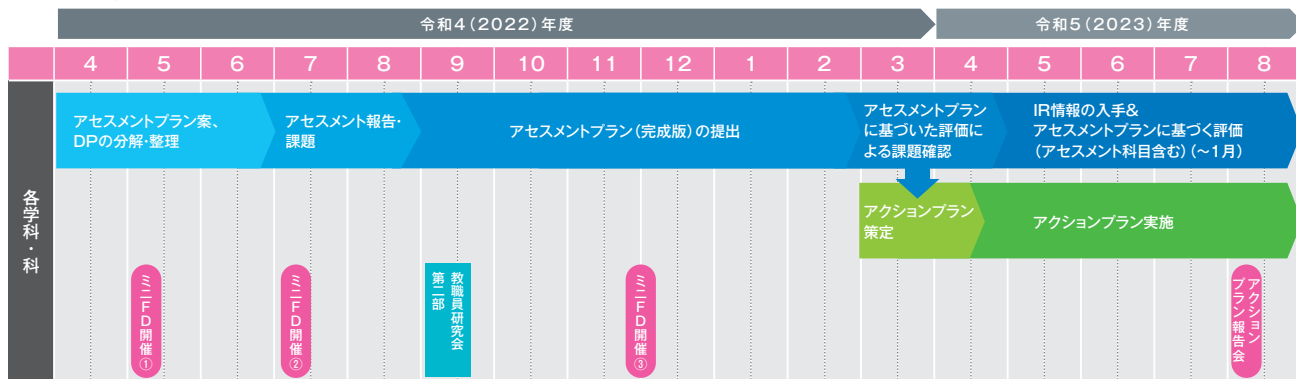 令和4(2022)年度
令和5(2023)年度
4 5 6 7 8 9 10 11 12 1 2 3 4 5 6 7 8
各学科・科
アセスメントプラン案、
DPの分解・整理
アセスメント報告・
課題
アセスメントプラン(完成版)の提出
アセスメントプラン
に基づいた評価に
よる課題確認
IR情報の入手&
アセスメントプランに基づく評価
(アセスメント科目含む)(~1月)
アクションプラン
策定
アクションプラン実施
ミニFD開催①
ミニFD開催②
教職員研究会
第二部
ミニFD開催③
アクション
プラン報告会